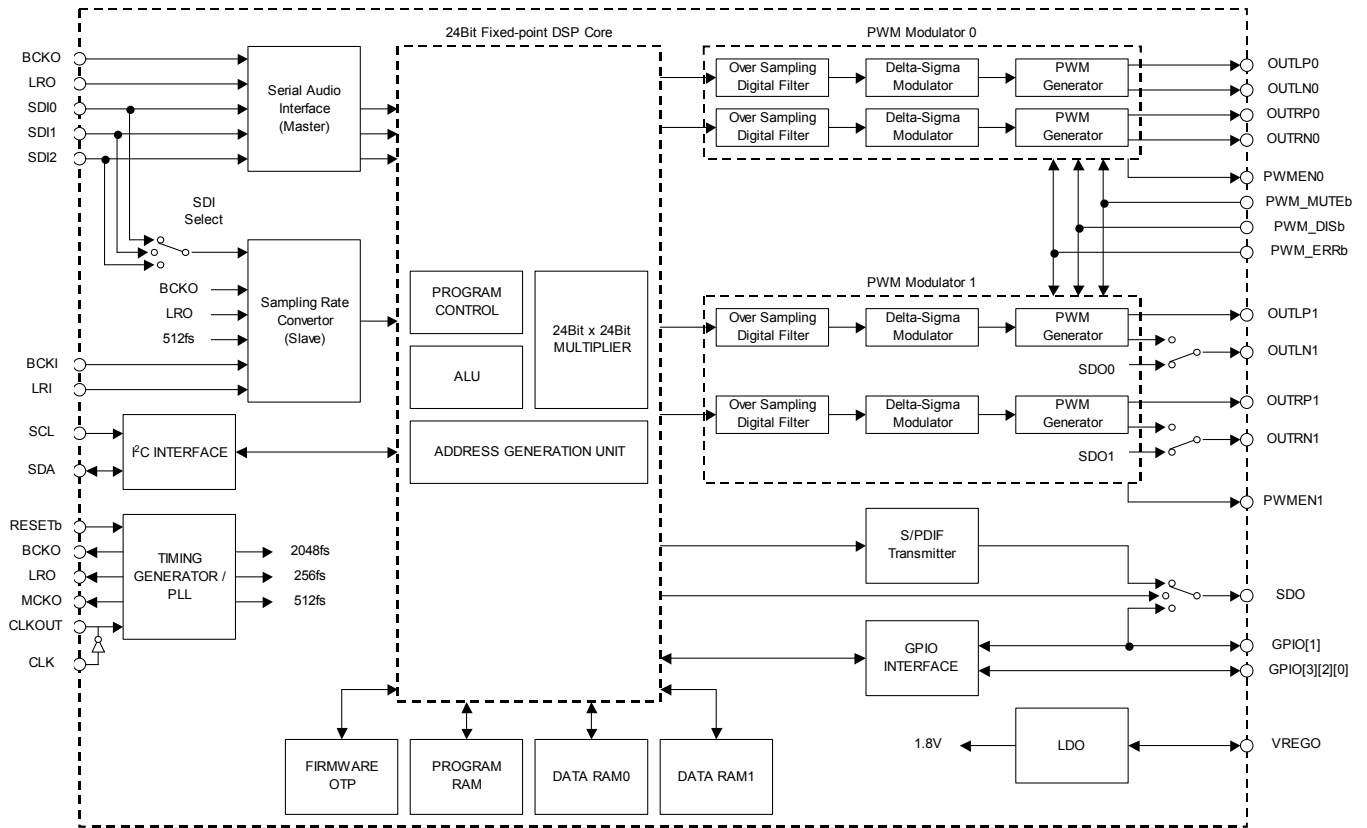 24Bit Fixed-point DSP Core
PWM Modulator 0
BCKO
LRO
SDI0
SDI1
SDI2
Serial Audio
Interface
(Master)
SDI
Select
BCKO
LRO
512fs
Sampling Rate
Convertor
(Slave)
BCKI
LRI
SCL
SDA
I²C INTERFACE
RESETb
BCKO
LRO
MCKO
CLKOUT
CLK
TIMING
GENERATOR /
PLL
2048fs
256fs
512fs
PROGRAM
CONTROL
ALU
24Bit x 24Bit
MULTIPLIER
ADDRESS GENERATION UNIT
FIRMWARE
OTP
PROGRAM
RAM
DATA RAM0
DATA RAM1
Over Sampling
Digital Filter
Delta-Sigma
Modulator
PWM
Generator
Over Sampling
Digital Filter
Delta-Sigma
Modulator
PWM
Generator
OUTLP0
OUTLN0
OUTRP0
OUTRN0
PWMEN0
PWM_MUTEb
PWM_DISb
PWM_ERRb
PWM Modulator 1
Over Sampling
Digital Filter
Delta-Sigma
Modulator
PWM
Generator
SDO0
Over Sampling
Digital Filter
Delta-Sigma
Modulator
PWM
Generator
SDO1
OUTLP1
OUTLN1
OUTRP1
OUTRN1
PWMEN1
S/PDIF
Transmitter
SDO
GPIO
INTERFACE
GPIO[1]
GPIO[3][2][0]
1.8V
LDO
VREGO